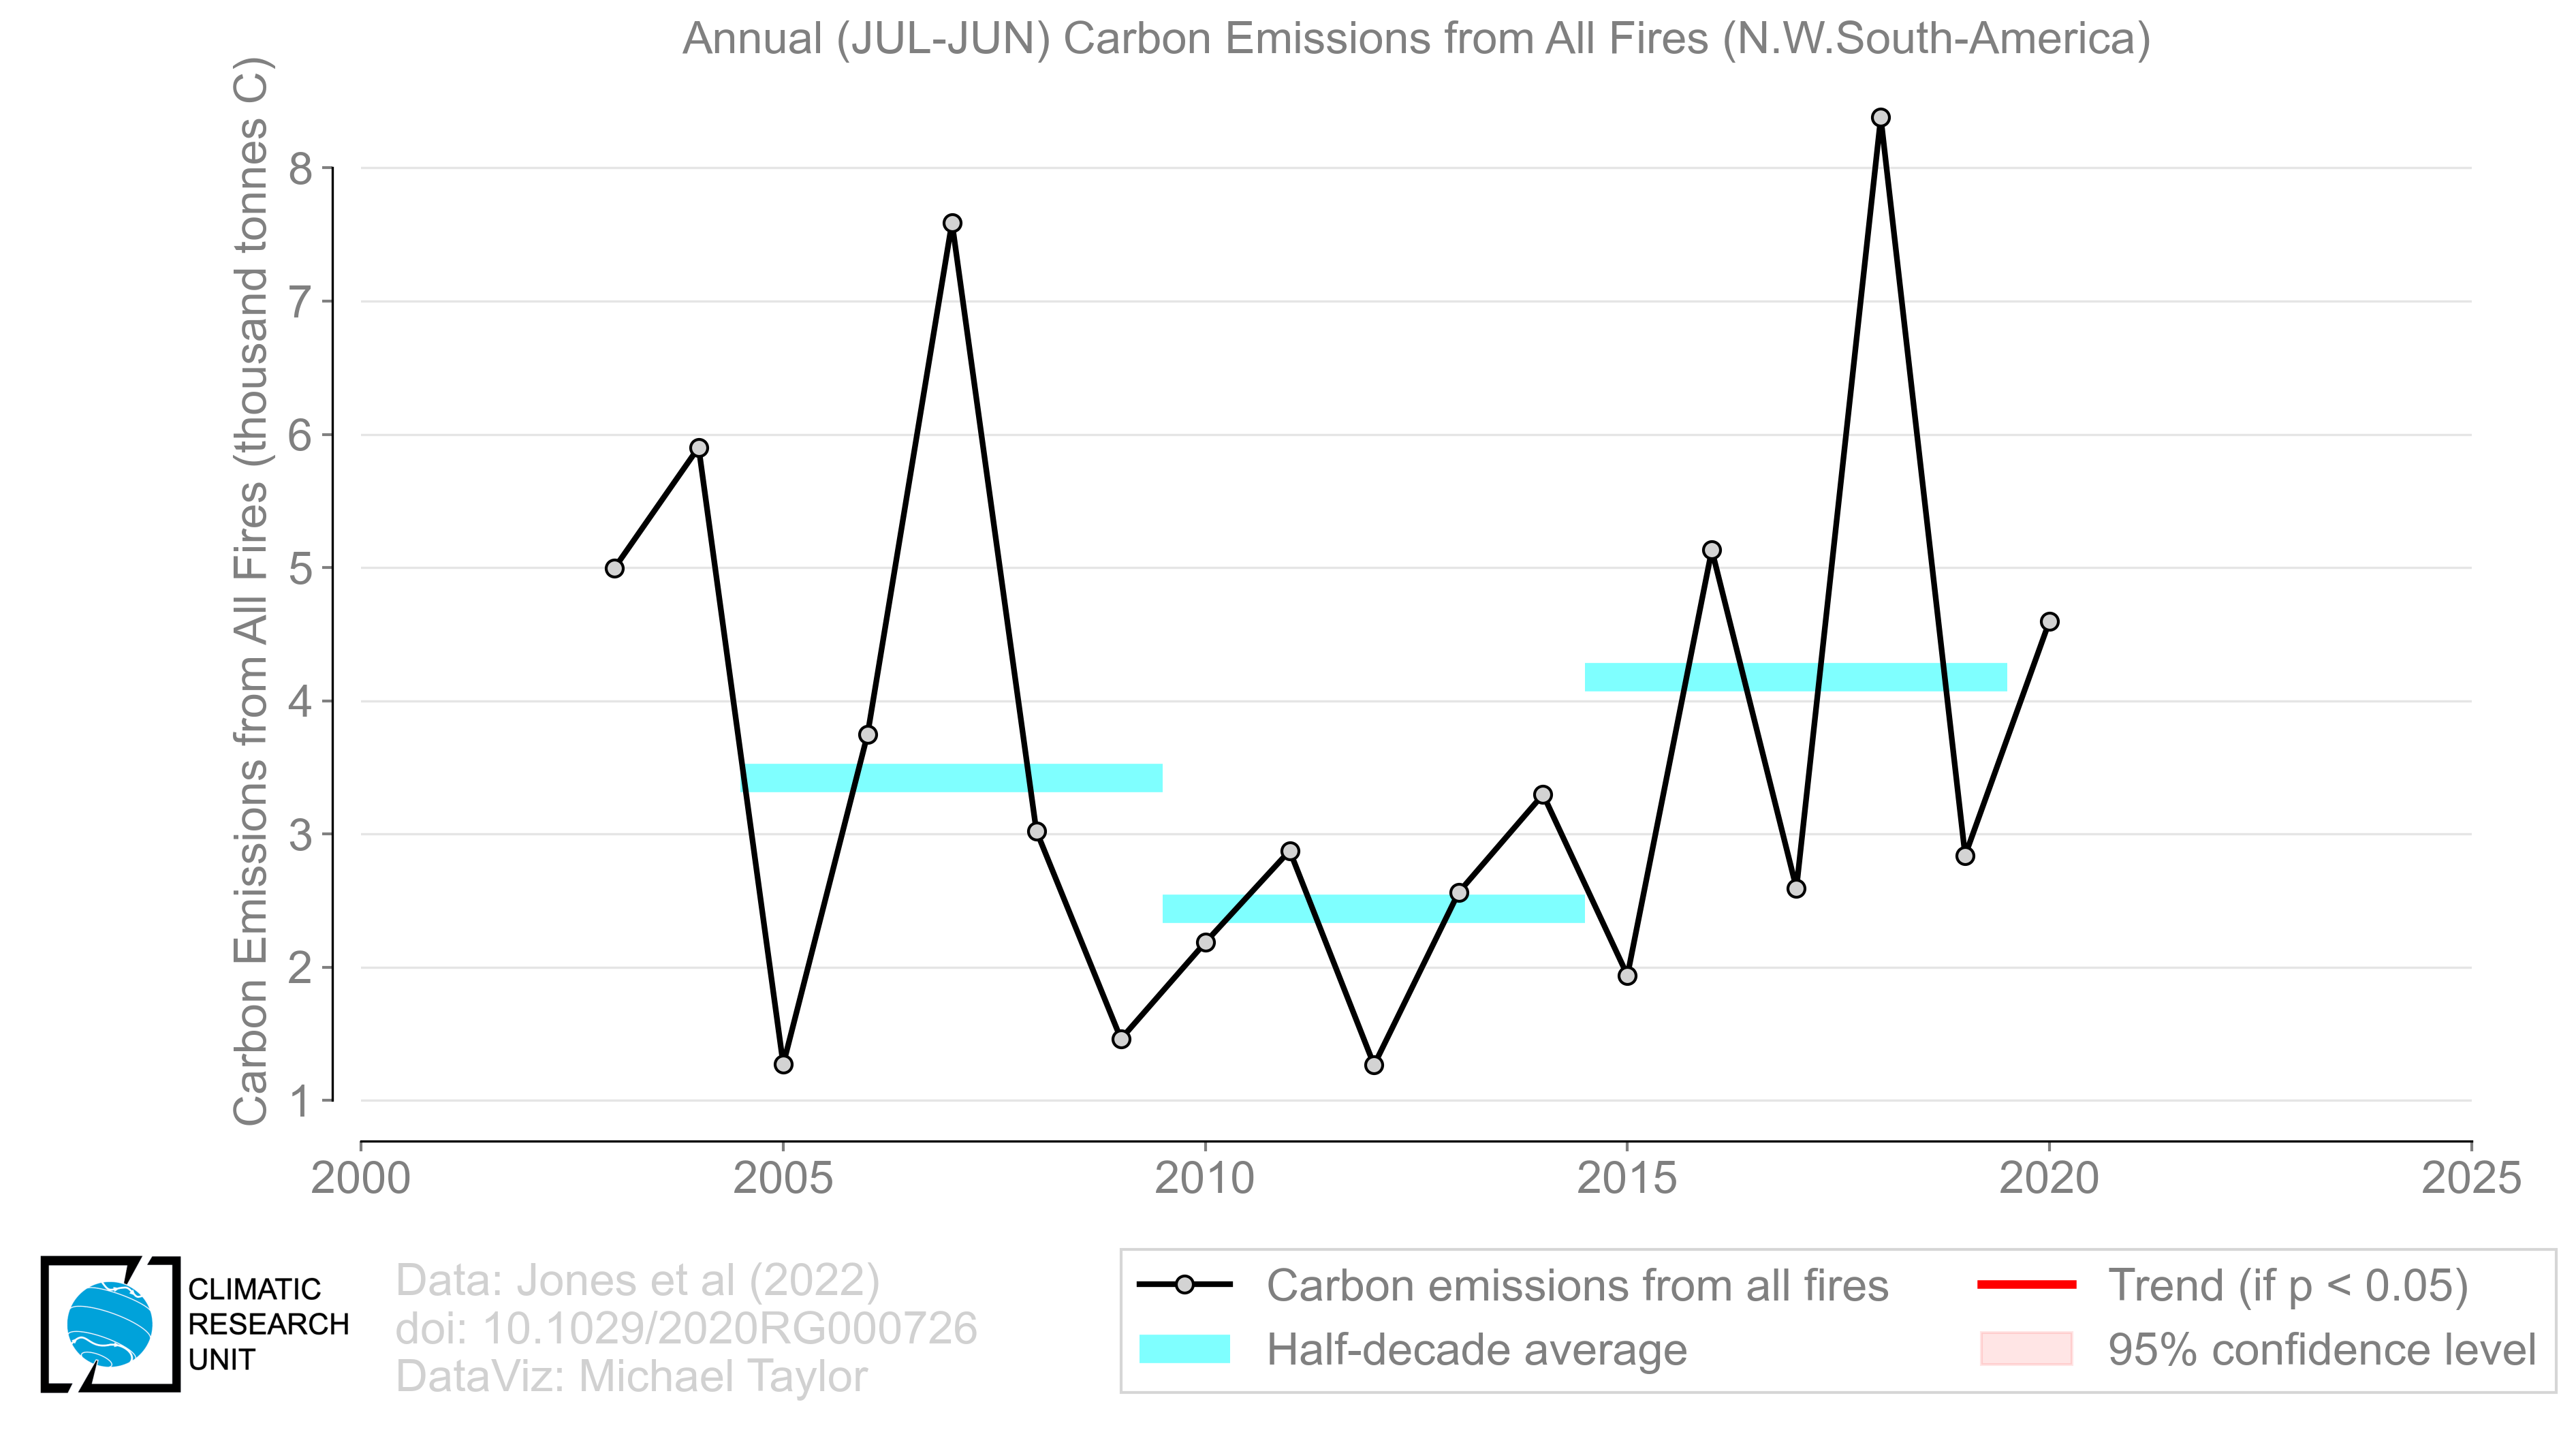 Annual (JUL-JUN) Carbon Emissions from All Fires (N.W.South-America)
Carbon Emissions from All Fires (thousand tonnes C)
8
7
6
5
4
3
2
1
2000
2005
2010
2015
2020
2025
CLIMATIC
RESEARCH
UNIT
Data: Jones et al (2022)
doi: 10.1029/2020RG000726
DataViz: Michael Taylor
Carbon emissions from all fires
Half-decade average
Trend (if p < 0.05)
95% confidence level